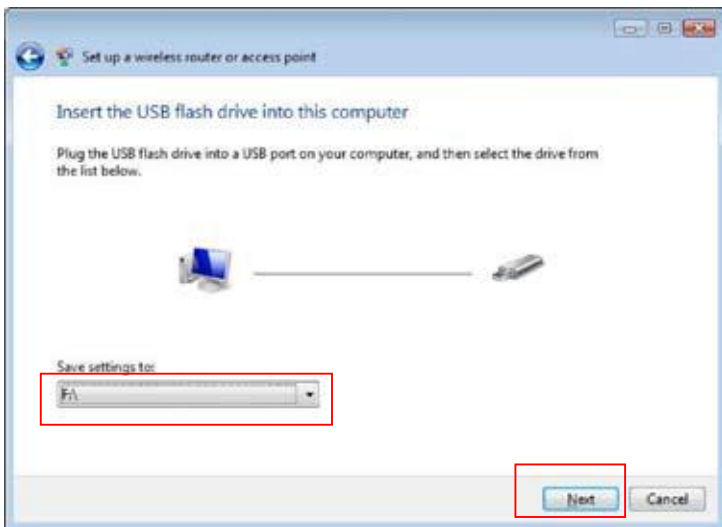 Set up a wireless router or access point
Insert the USB flash drive into this computer
Plug the USB flash drive into a USB port on your computer, and then select the drive from
the list below.
Save settings to:
F:\
Next
Cancel